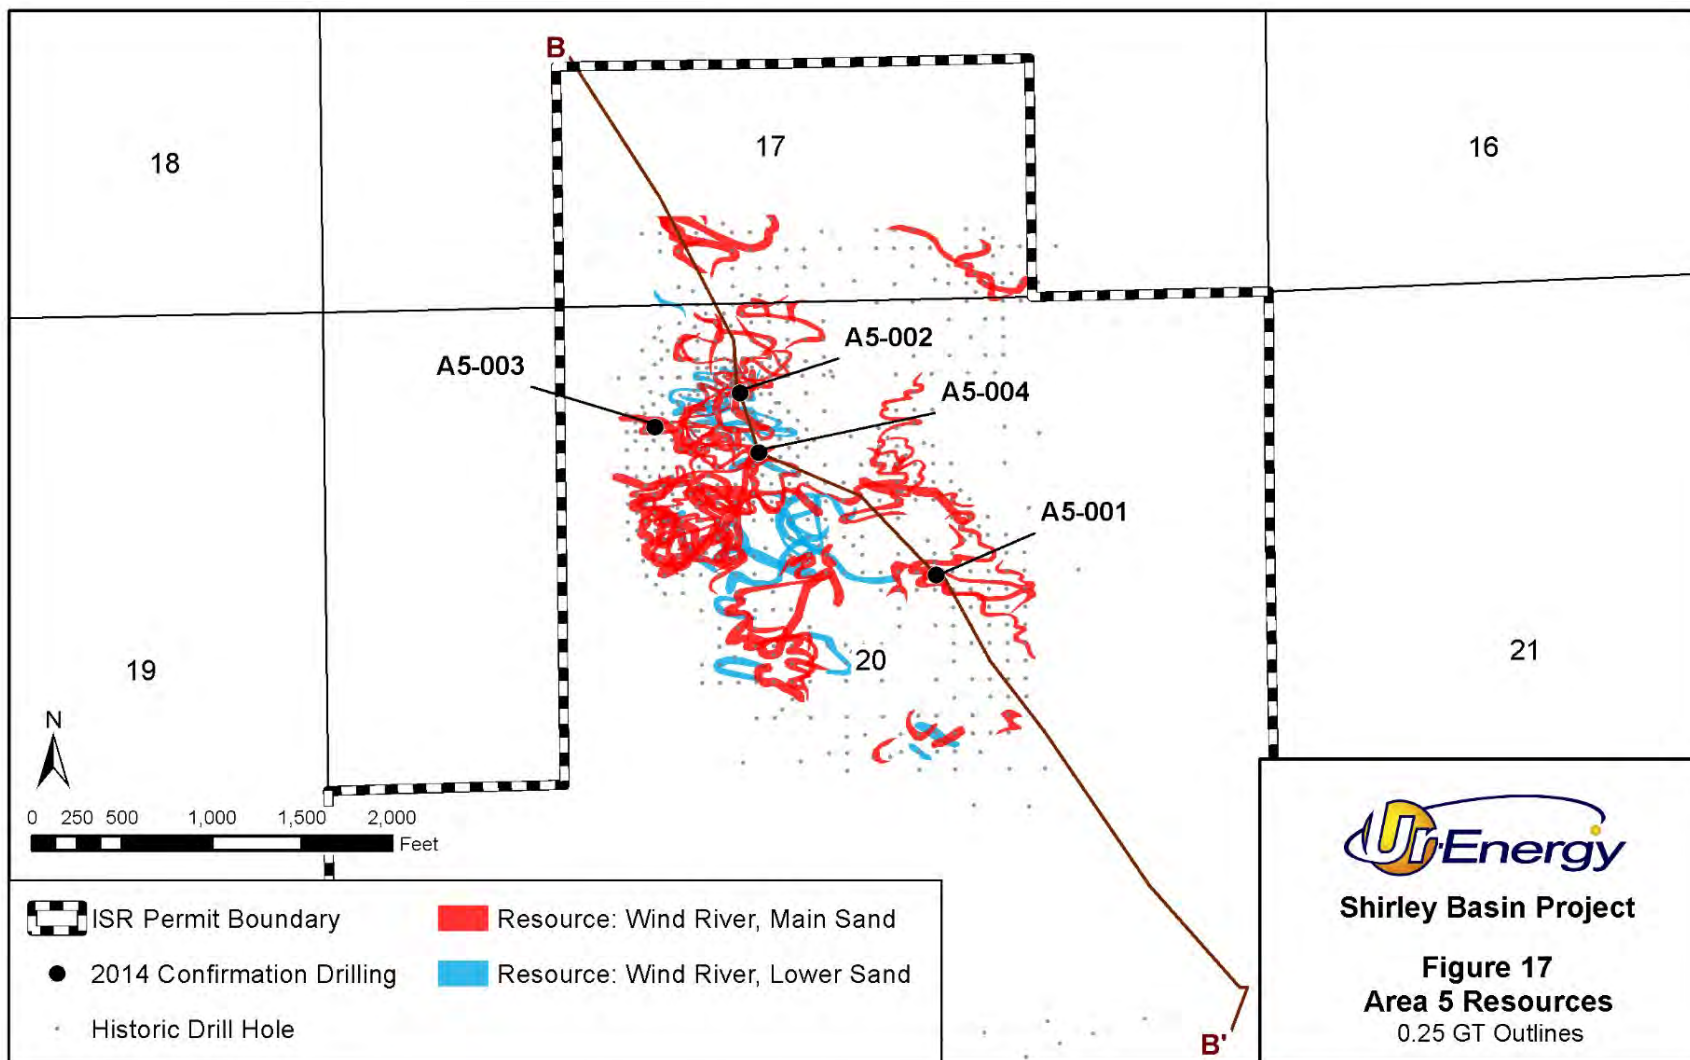 B
17
18
16
A5-002
A5-003
A5-004
A5-001
20
19
21
N
0 250 500 1,000 1,500 2,000
Feet
ISR Permit Boundary
Resource: Wind River, Main Sand
2014 Confirmation Drilling
Resource: Wind River, Lower Sand
Historic Drill Hole
B'
Ur-Energy
Shirley Basin Project
Figure 17
Area 5 Resources
0.25 GT Outlines